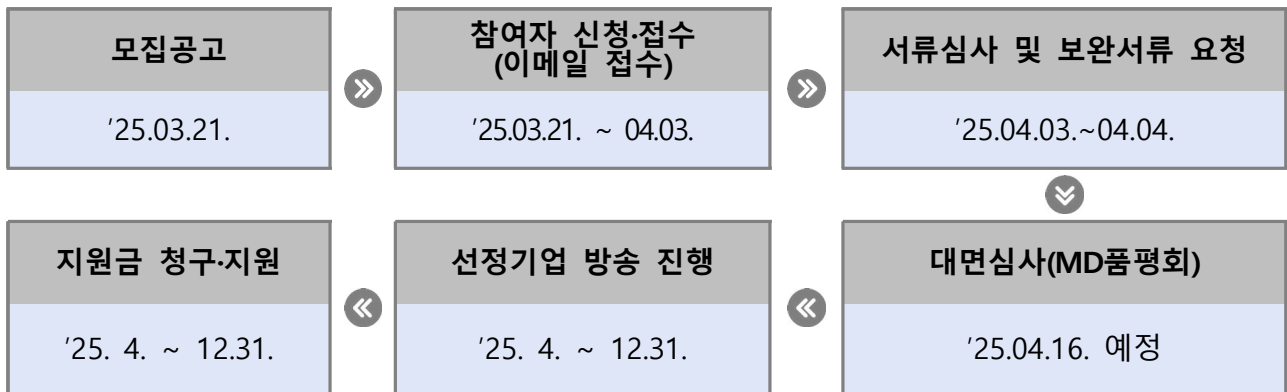 모집공고
'25.03.21.
참여자 신청·접수
(이메일 접수)
'25.03.21. ~ 04.03.
서류심사 및 보완서류 요청
'25.04.03.~04.04.
대면심사(MD품평회)
'25.04.16. 예정
선정기업 방송 진행
'25. 4. ~ 12.31.
지원금 청구·지원
'25. 4. ~ 12.31.